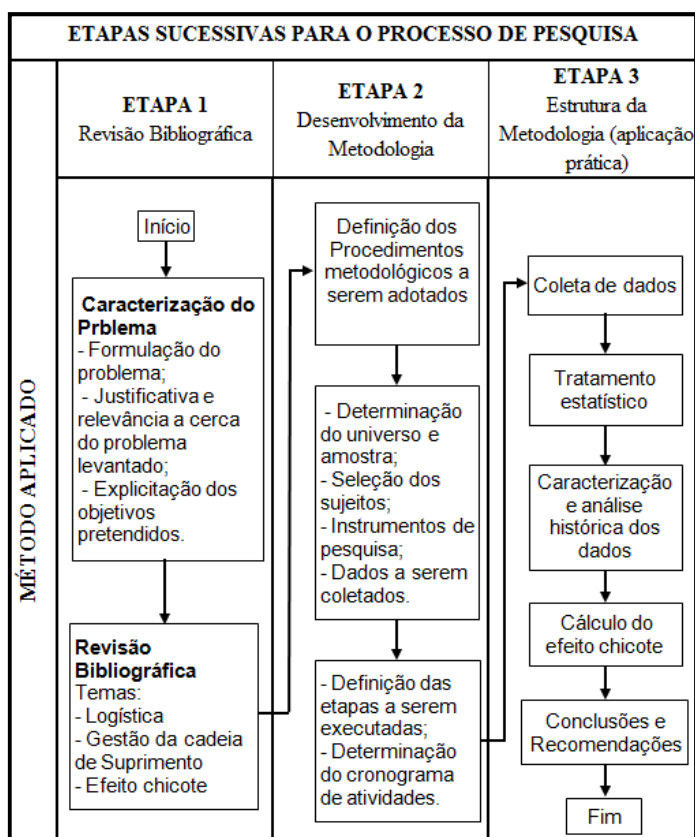 ETAPAS SUCESSIVAS PARA O PROCESSO DE PESQUISA
MÉTODO APLICADO
ETAPA 1
Revisão Bibliográfica
Início
Caracterização do
Prblema
- Formulação do
problema;
- Justificativa e
relevância a cerca
do problema
levantado;
- Explicitação dos
objetivos
pretendidos.
Revisão
Bibliográfica
Temas:
- Logística
- Gestão da cadeia
de Suprimento
- Efeito chicote
ETAPA 2
Desenvolvimento da
Metodologia
Definição dos
Procedimentos
metodológicos a
serem adotados
- Determinação
do universo e
amostra;
- Seleção dos
sujeitos;
- Instrumentos de
pesquisa;
- Dados a serem
coletados.
- Definição das
etapas a serem
executadas;
- Determinação
do cronograma
de atividades.
ETAPA 3
Estrutura da
Metodologia (aplicação
prática)
Coleta de dados
Tratamento
estatístico
Caracterização
e análise
histórica dos
dados
Cálculo do
efeito chicote
Conclusões e
Recomendações
Fim